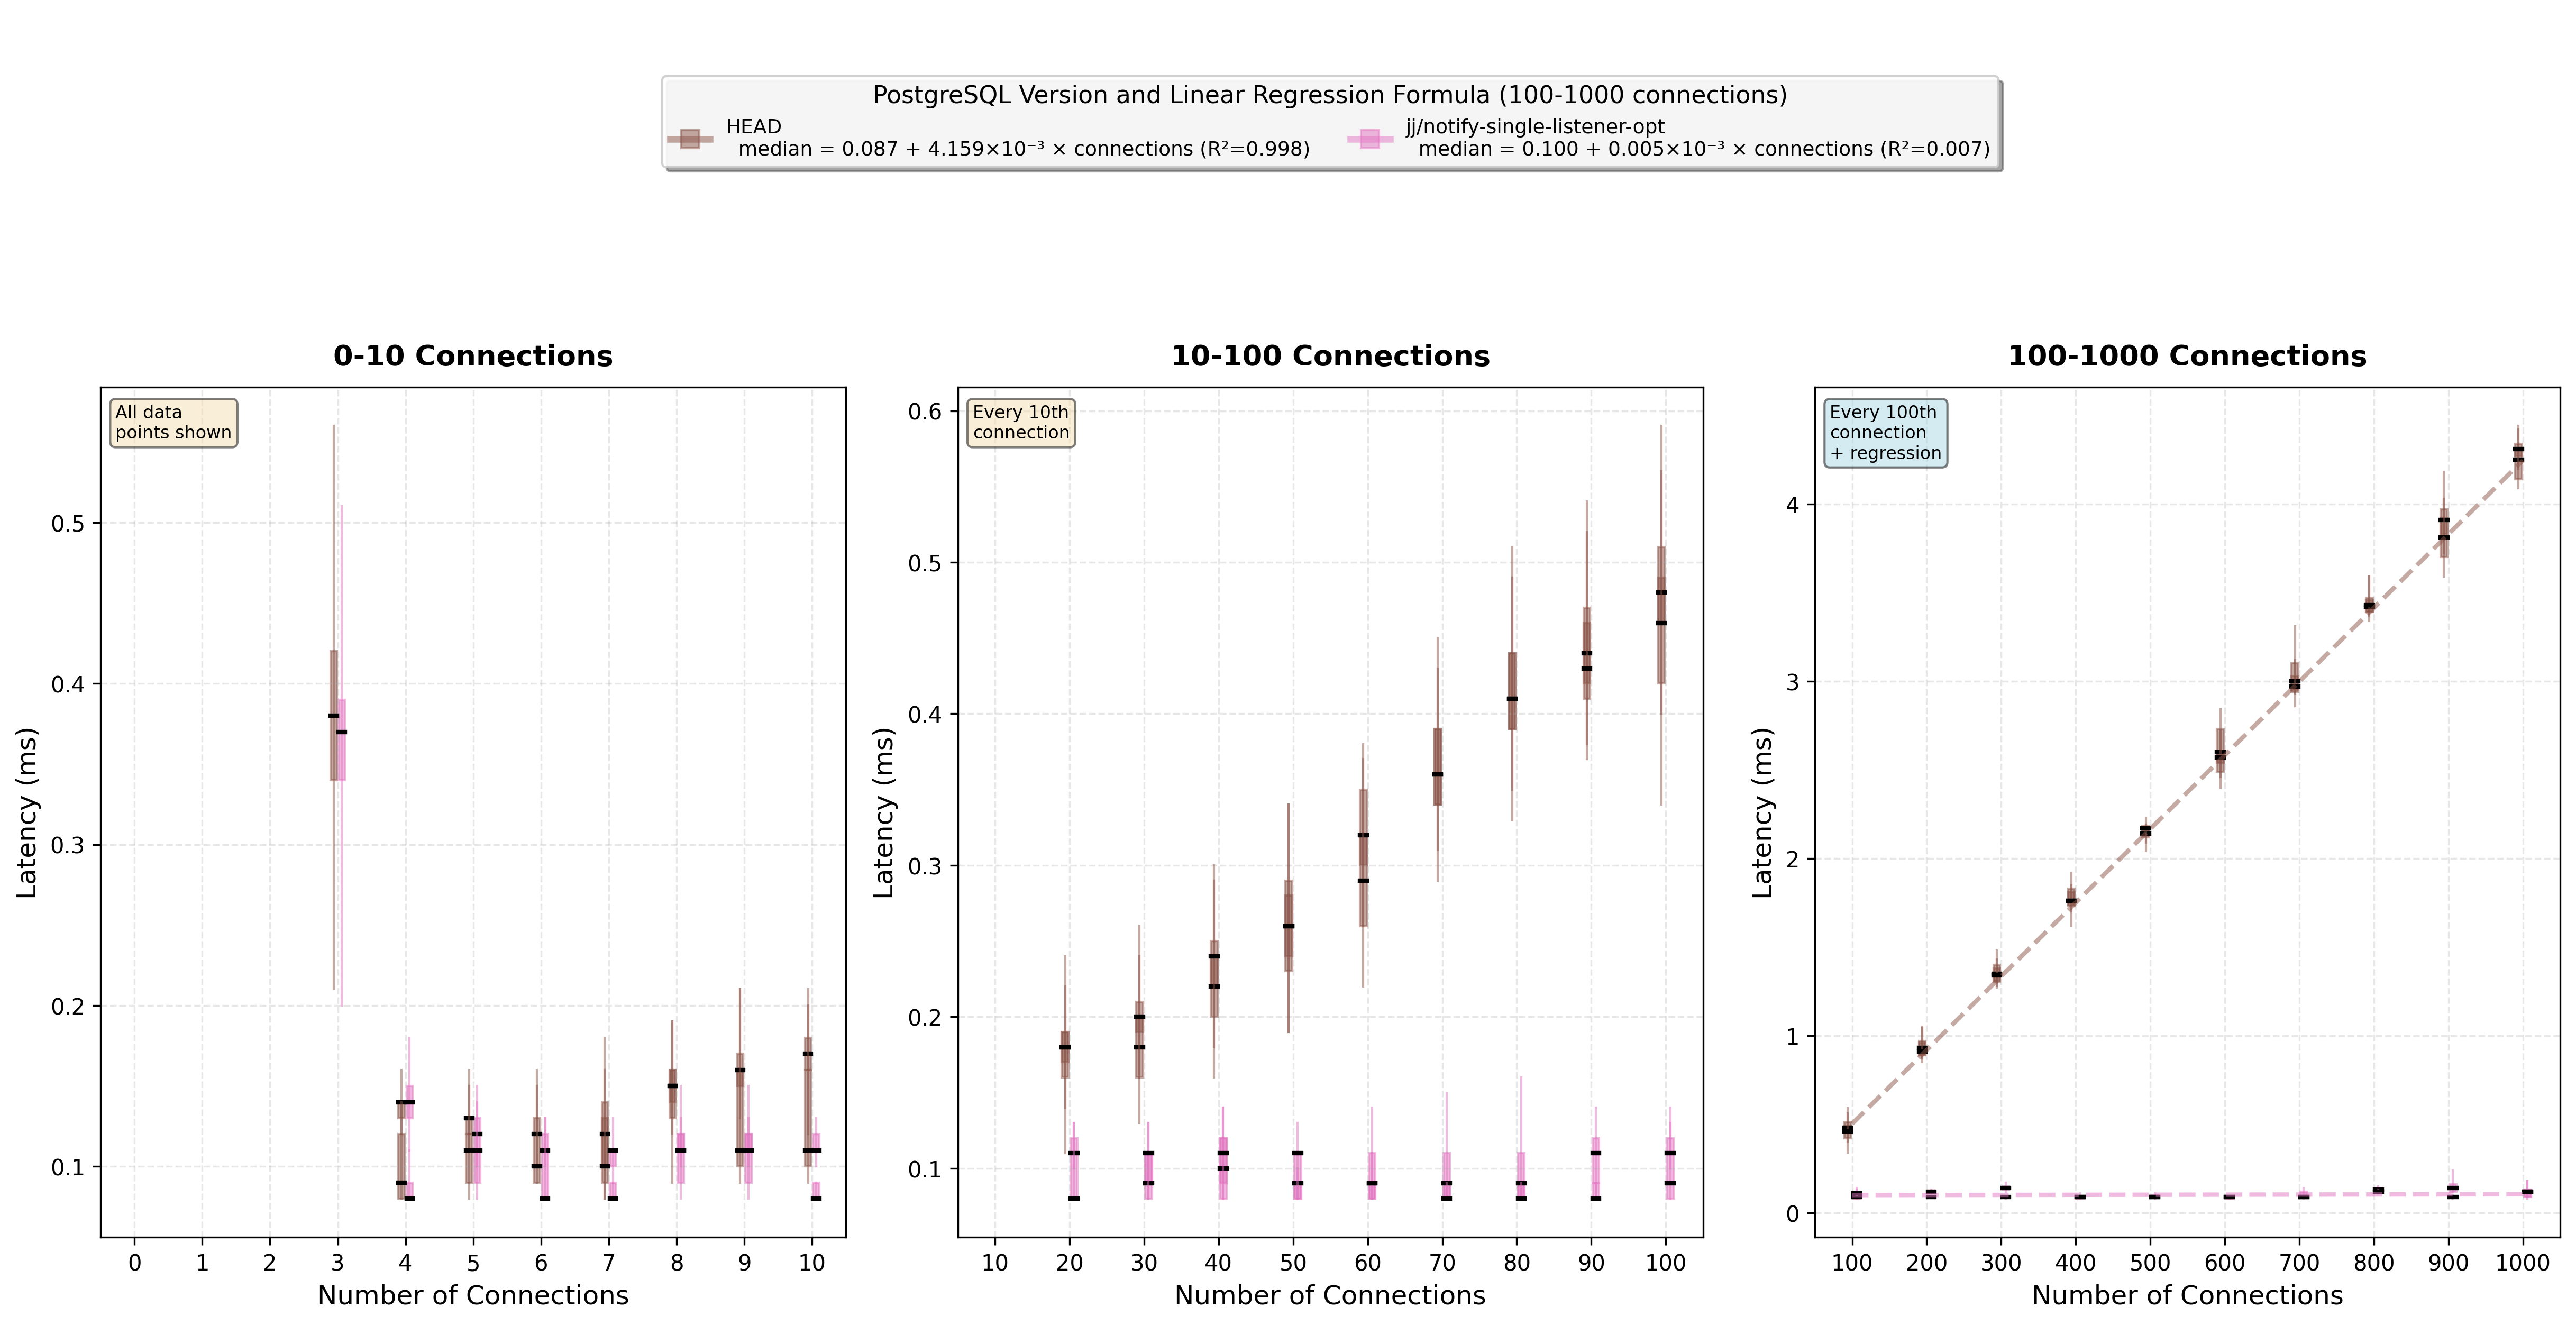 PostgreSQL Version and Linear Regression Formula (100-1000 connections)
HEAD
median = 0.087 + 4.159×10⁻³ × connections (R²=0.998)
jj/notify-single-listener-opt
median = 0.100 + 0.005×10⁻³ × connections (R²=0.007)
0-10 Connections
All data
points shown
0.5
0.4
0.3
0.2
0.1
Latency (ms)
0 1 2 3 4 5 6 7 8 9 10
Number of Connections
10-100 Connections
Every 10th
connection
0.6
0.5
0.4
0.3
0.2
0.1
Latency (ms)
10 20 30 40 50 60 70 80 90 100
Number of Connections
100-1000 Connections
Every 100th
connection
+ regression
4
3
2
1
0
Latency (ms)
100 200 300 400 500 600 700 800 900 1000
Number of Connections